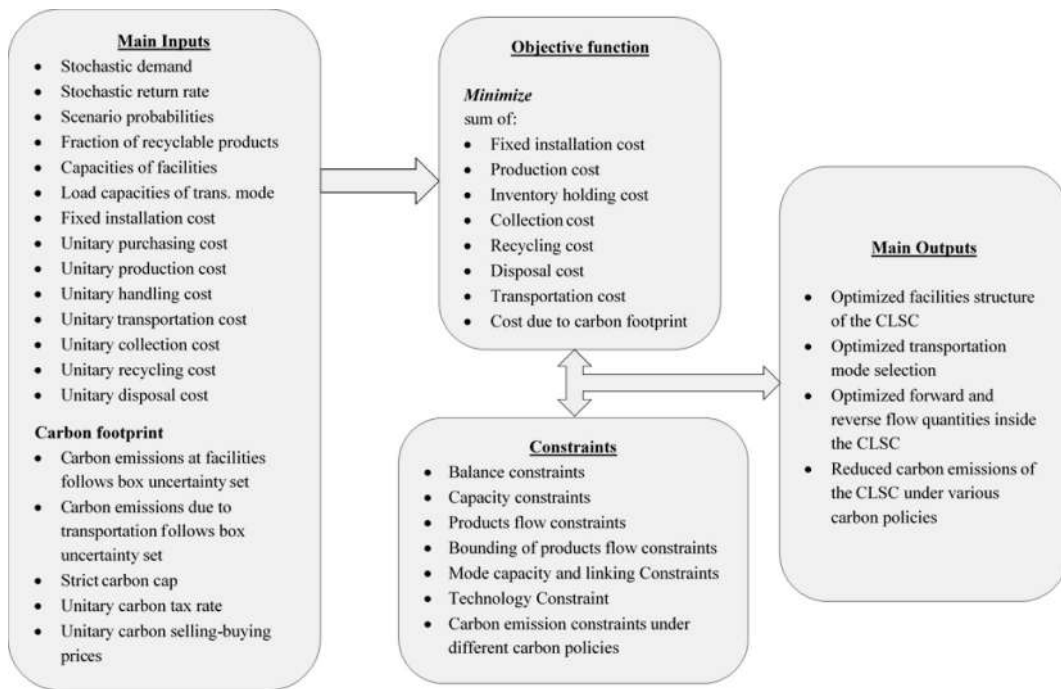 Main Inputs
• Stochastic demand
• Stochastic return rate
• Scenario probabilities
• Fraction of recyclable products
• Capacities of facilities
• Load capacities of trans. mode
• Fixed installation cost
• Unitary purchasing cost
• Unitary production cost
• Unitary handling cost
• Unitary transportation cost
• Unitary collection cost
• Unitary recycling cost
• Unitary disposal cost
Carbon footprint
• Carbon emissions at facilities
follows box uncertainty set
• Carbon emissions due to
transportation follows box
uncertainty set
• Strict carbon cap
• Unitary carbon tax rate
• Unitary carbon selling-buying
prices
Objective function
Minimize
sum of:
• Fixed installation cost
• Production cost
• Inventory holding cost
• Collection cost
• Recycling cost
• Disposal cost
• Transportation cost
• Cost due to carbon footprint
Constraints
• Balance constraints
• Capacity constraints
• Products flow constraints
• Bounding of products flow constraints
• Mode capacity and linking Constraints
• Technology Constraint
• Carbon emission constraints under
different carbon policies
Main Outputs
• Optimized facilities structure
of the CLSC
• Optimized transportation
mode selection
• Optimized forward and
reverse flow quantities inside
the CLSC
• Reduced carbon emissions of
the CLSC under various
carbon policies